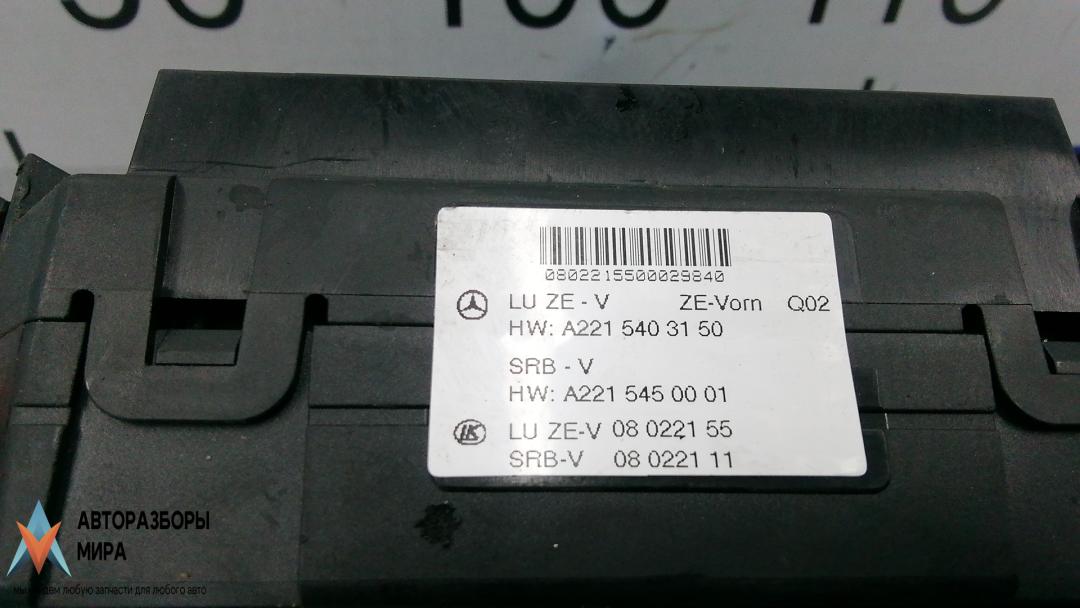 0802215500029840
LU ZE - V ZE-Vorn Q02
HW: A221 540 31 50
SRB - V
HW: A221 545 00 01
LK LU ZE-V 08 0221 55
SRB-V 08 0221 11
АВТОРАЗБОРЫ
МИРА